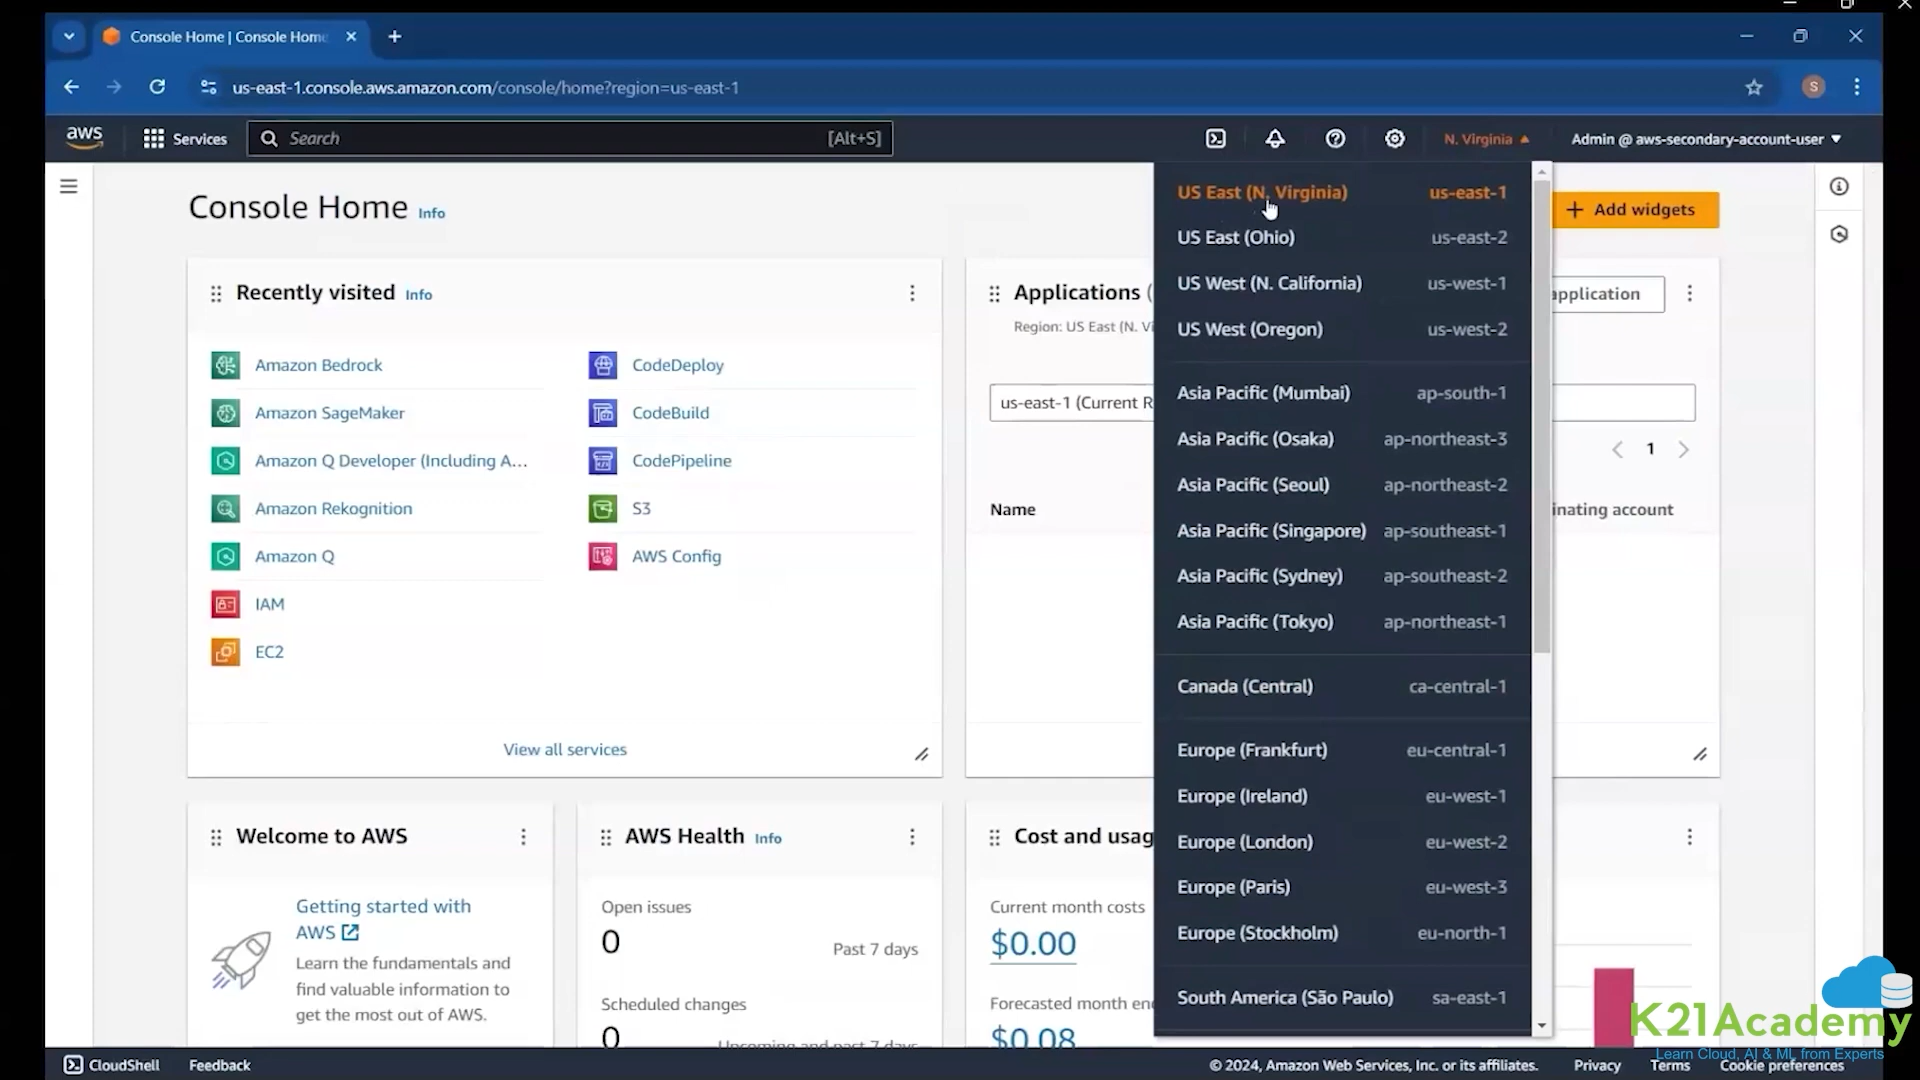 Console Home | Console Home
us-east-1.console.aws.amazon.com/console/home?region=us-east-1
S
aws
Services
Search
[Alt+S]
N. Virginia
Admin @ aws-secondary-account-user
Console Home Info
Add widgets
Recently visited Info
Amazon Bedrock
Amazon SageMaker
Amazon Q Developer (Including A...
Amazon Rekognition
Amazon Q
IAM
EC2
CodeDeploy
CodeBuild
CodePipeline
S3
AWS Config
View all services
Applications (
Region: US East (N. Vi
application
us-east-1 (Current R
1
Name
inating account
US East (N. Virginia) us-east-1
US East (Ohio) us-east-2
US West (N. California) us-west-1
US West (Oregon) us-west-2
Asia Pacific (Mumbai) ap-south-1
Asia Pacific (Osaka) ap-northeast-3
Asia Pacific (Seoul) ap-northeast-2
Asia Pacific (Singapore) ap-southeast-1
Asia Pacific (Sydney) ap-southeast-2
Asia Pacific (Tokyo) ap-northeast-1
Canada (Central) ca-central-1
Europe (Frankfurt) eu-central-1
Europe (Ireland) eu-west-1
Europe (London) eu-west-2
Europe (Paris) eu-west-3
Europe (Stockholm) eu-north-1
South America (São Paulo) sa-east-1
Welcome to AWS
Getting started with
AWS
Learn the fundamentals and
find valuable information to
get the most out of AWS.
AWS Health Info
Open issues
0
Past 7 days
Scheduled changes
0
Upcoming and past 7 days
Cost and usag
Current month costs
$0.00
Forecasted month en
$0.08
K21Academy
Learn Cloud, AI & ML from Experts
CloudShell
Feedback
© 2024, Amazon Web Services, Inc. or its affiliates.
Privacy
Terms
Cookie preferences